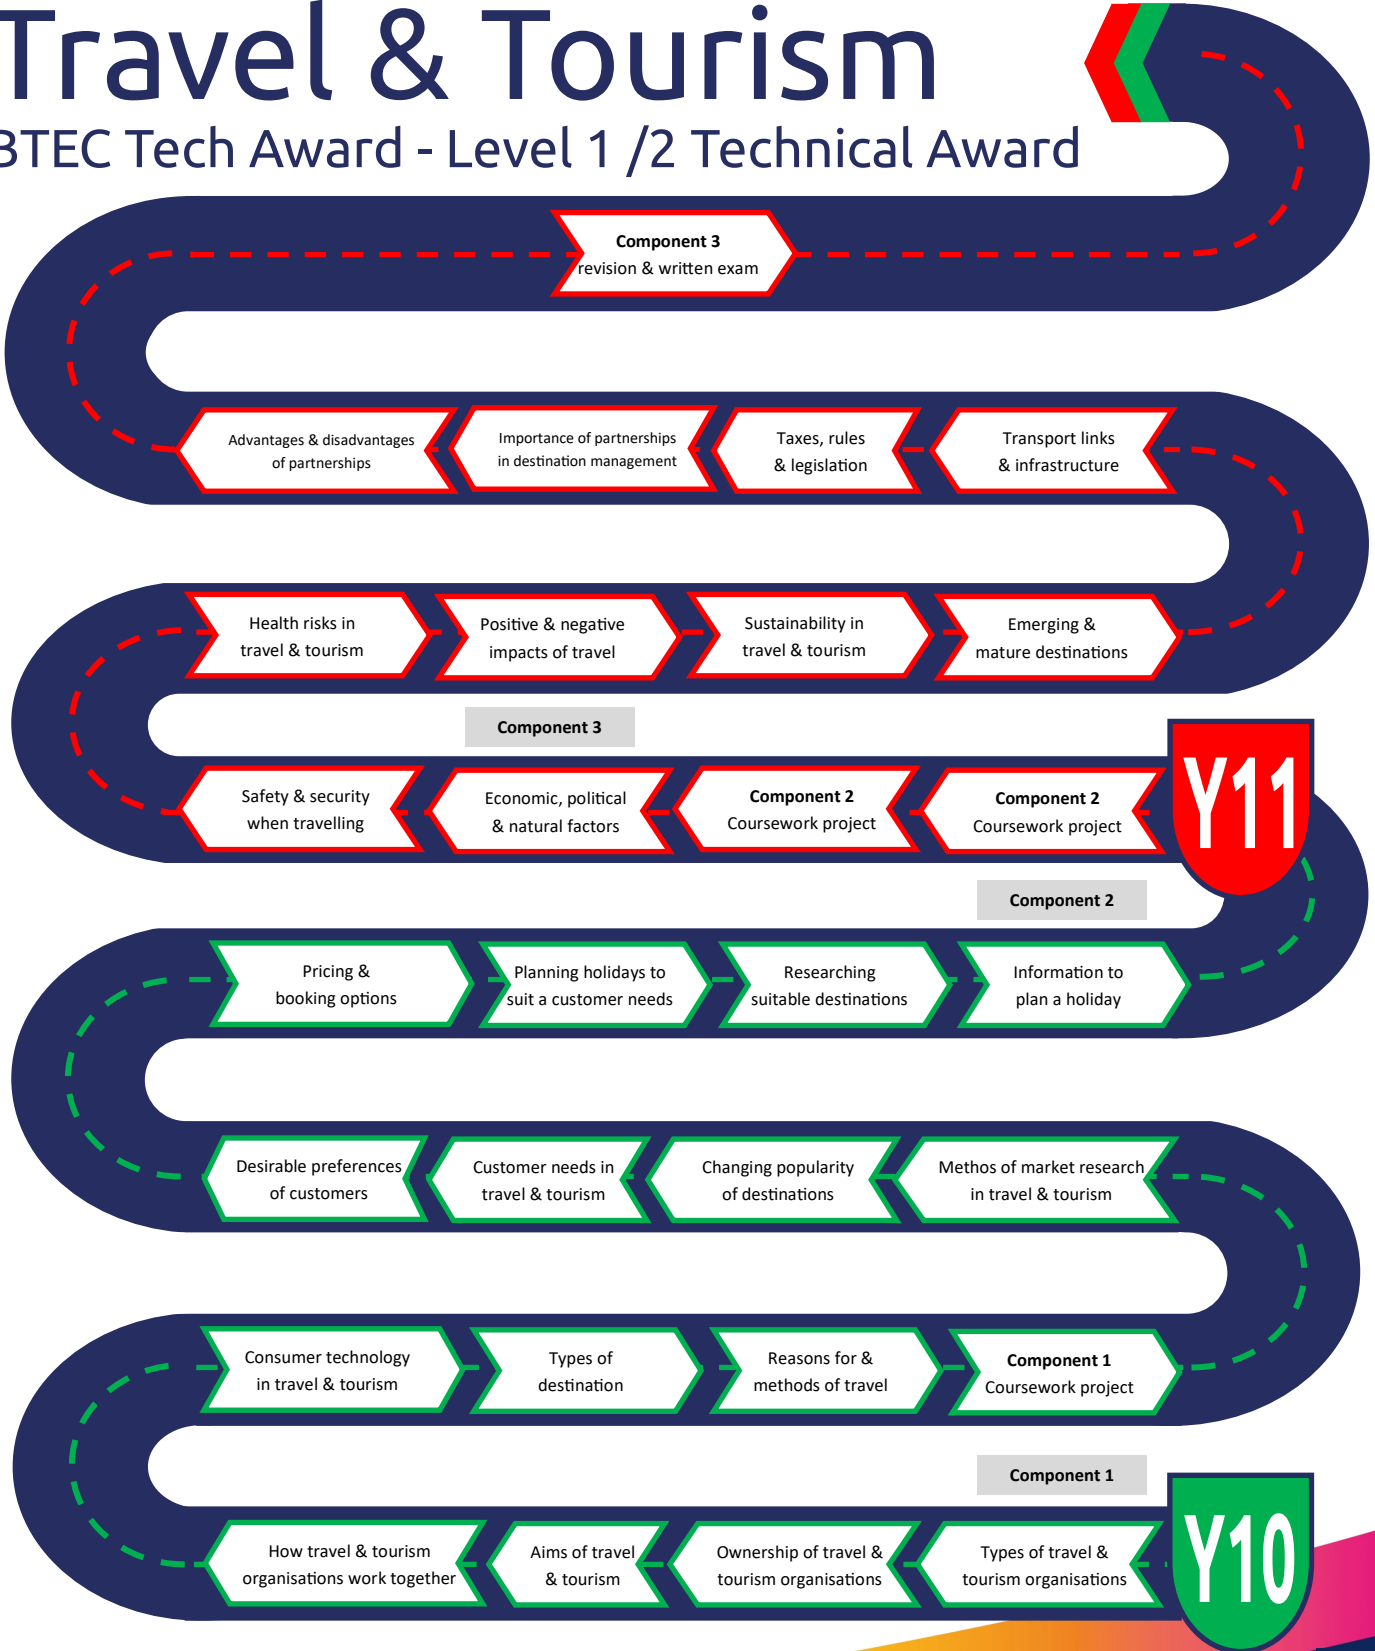 Travel & Tourism
BTEC Tech Award - Level 1 /2 Technical Award
Component 3
revision & written exam
Advantages & disadvantages
of partnerships
Importance of partnerships
in destination management
Taxes, rules
& legislation
Transport links
& infrastructure
Health risks in
travel & tourism
Positive & negative
impacts of travel
Sustainability in
travel & tourism
Emerging &
mature destinations
Component 3
Y11
Safety & security
when travelling
Economic, political
& natural factors
Component 2
Coursework project
Component 2
Coursework project
Component 2
Pricing &
booking options
Planning holidays to
suit a customer needs
Researching
suitable destinations
Information to
plan a holiday
Desirable preferences
of customers
Customer needs in
travel & tourism
Changing popularity
of destinations
Methos of market research
in travel & tourism
Consumer technology
in travel & tourism
Types of
destination
Reasons for &
methods of travel
Component 1
Coursework project
Component 1
Y10
How travel & tourism
organisations work together
Aims of travel
& tourism
Ownership of travel &
tourism organisations
Types of travel &
tourism organisations